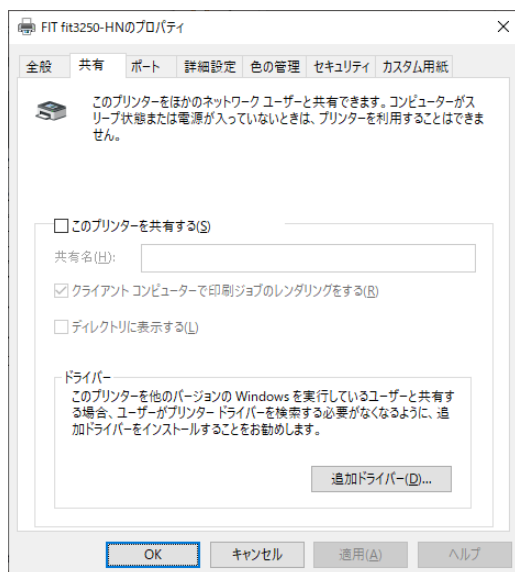 FIT fit3250-HNのプロパティ
全般 共有 ポート 詳細設定 色の管理 セキュリティ カスタム用紙
このプリンターをほかのネットワーク ユーザーと共有できます。コンピューターがス
リープ状態または電源が入っていないときは、プリンターを利用することはできま
せん。
このプリンターを共有する(S)
共有名(H):
クライアント コンピューターで印刷ジョブのレンダリングをする(R)
ディレクトリに表示する(L)
ドライバー
このプリンターを他のバージョンの Windows を実行しているユーザーと共有す
る場合、ユーザーがプリンター ドライバーを検索する必要がなくなるように、追
加ドライバーをインストールすることをお勧めします。
追加ドライバー(D)...
OK キャンセル 適用(A) ヘルプ